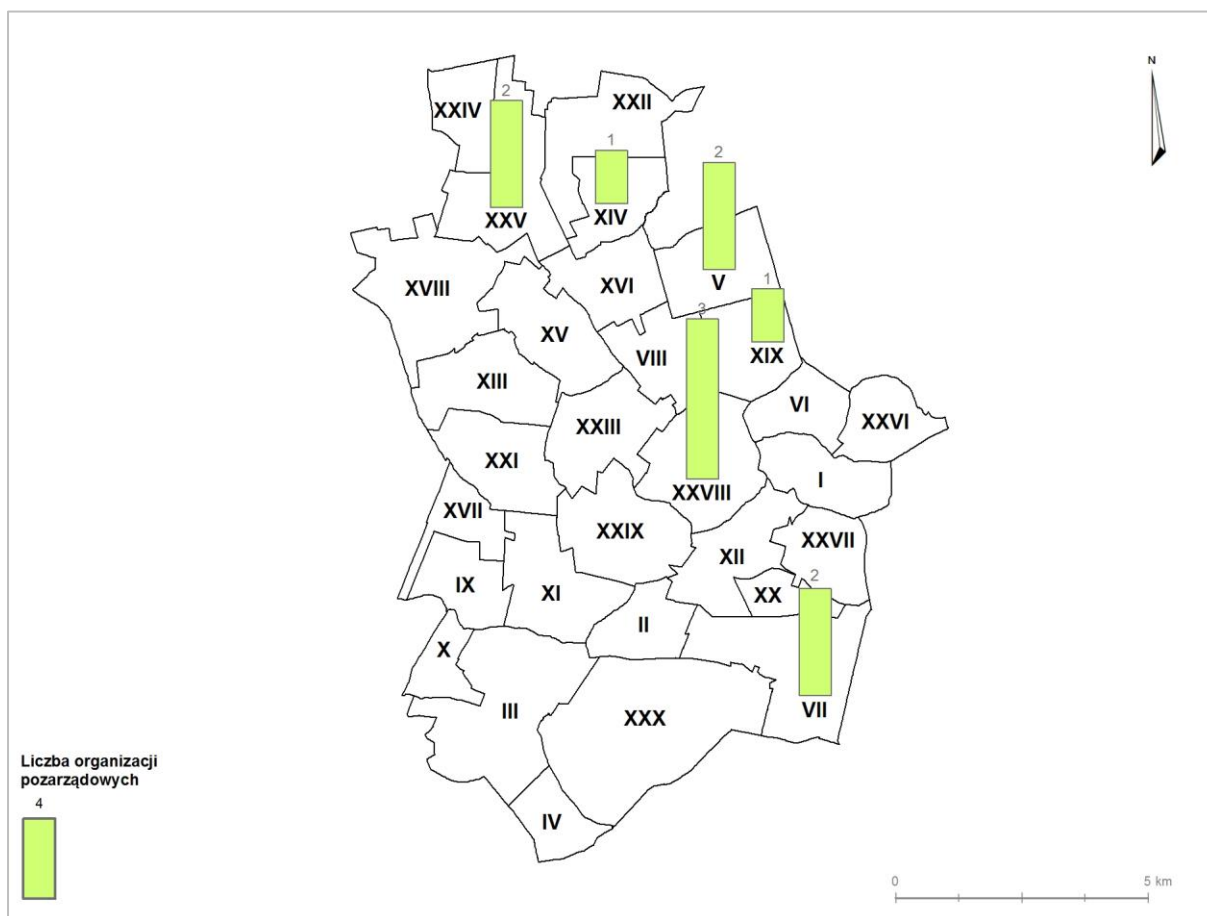 N
2
XXIV
XXII
1
2
XXV
XIV
V
XVI
XVIII
1
3
XV
VIII
XIX
XIII
VI
XXVI
XXIII
XXI
I
XXVIII
XVII
XXIX
XXVII
XII
IX
XI
2
XX
II
X
III
XXX
VII
Liczba organizacji
pozarządowych
4
IV
0
5 km